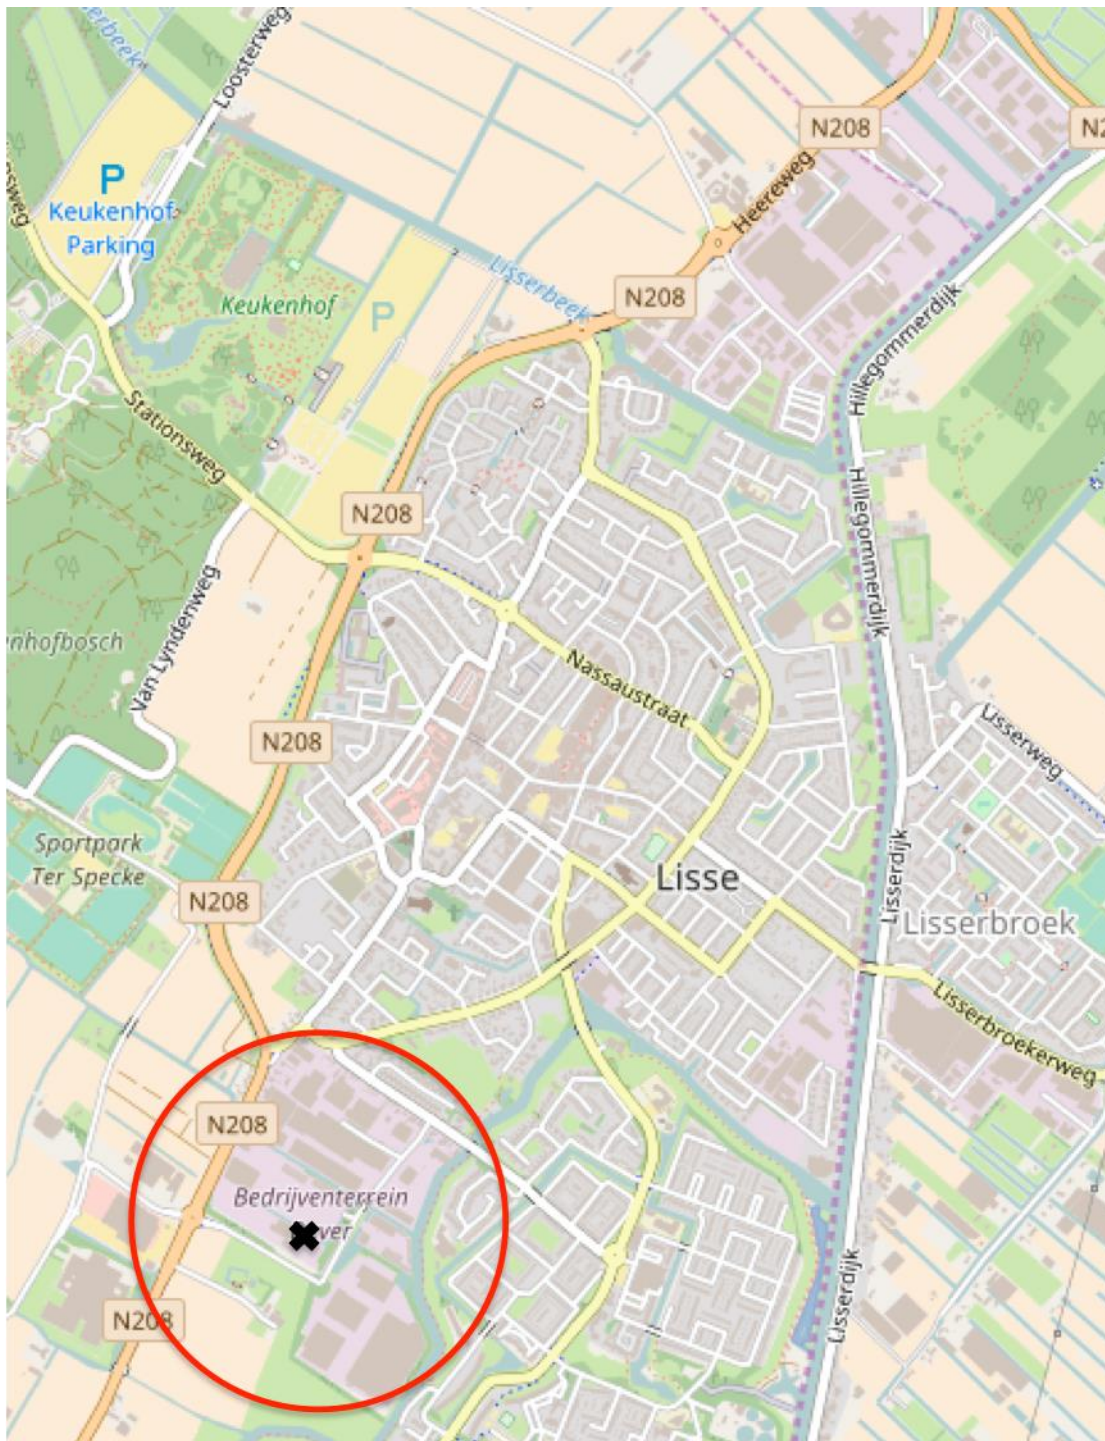 Loosterweg
N208
P
Keukenhof
Parking
Heereweg
Lisserbeek
N208
Keukenhof
P
Hillegommerdijk
Stationsweg
N208
Hillegommerdijk
Van Lyndenweg
Nassaustraat
N208
Lisserweg
Sportpark
Ter Specke
Lisse
Lisserdijk
N208
Lisserbroek
Lisserbroekerweg
N208
Bedrijventerrein
N208
Lisserdijk